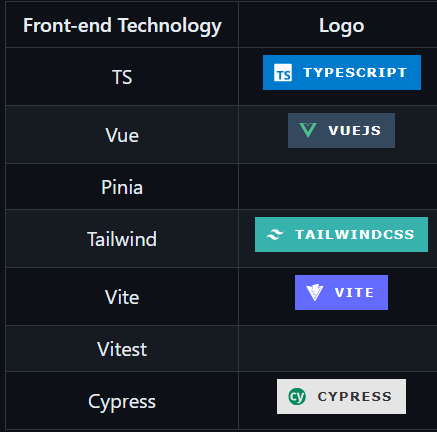 Front-end Technology Logo
TS TS TYPESCRIPT
Vue VUEJS
Pinia
Tailwind TAILWINDCSS
Vite VITE
Vitest
Cypress cy CYPRESS